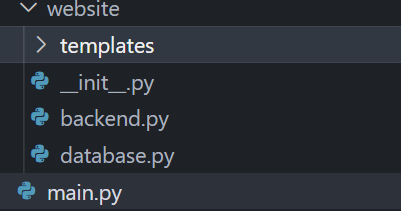 website
templates
__init__.py
backend.py
database.py
main.py